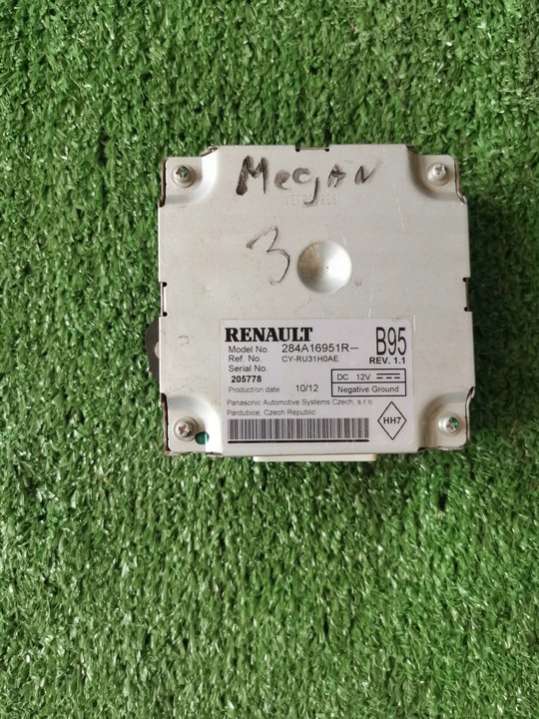 MeGAN
3
RENAULT
Model No. 284A16951R--
Ref. No. CY-RU31H0AE
Serial No.
205778
Production date 10/12
B95
REV. 1.1
DC 12V
Negative Ground
Panasonic Automotive Systems Czech, s.r.o.
Pardubice, Czech Republic
HH7